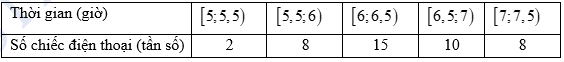 Thời gian (giờ) [5;5,5) [5,5;6) [6;6,5) [6,5;7) [7;7,5)
Số chiếc điện thoại (tần số) 2 8 15 10 8